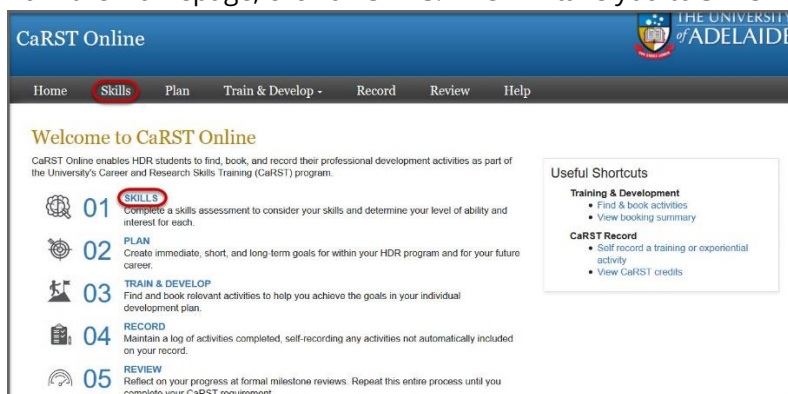 CaRST Online
THE UNIVERSITY
of ADELAIDE
Home Skills Plan Train & Develop - Record Review Help
Welcome to CaRST Online
CaRST Online enables HDR students to find, book, and record their professional development activities as part of
the University's Career and Research Skills Training (CaRST) program.
01 SKILLS
Complete a skills assessment to consider your skills and determine your level of ability and
interest for each.
02 PLAN
Create immediate, short, and long-term goals for within your HDR program and for your future
career.
03 TRAIN & DEVELOP
Find and book relevant activities to help you achieve the goals in your individual
development plan.
04 RECORD
Maintain a log of activities completed, self-recording any activities not automatically included
on your record.
05 REVIEW
Reflect on your progress at formal milestone reviews. Repeat this entire process until you
complete your CaRST requirement.
Useful Shortcuts
Training & Development
• Find & book activities
• View booking summary
CaRST Record
• Self record a training or experiential
activity
• View CaRST credits